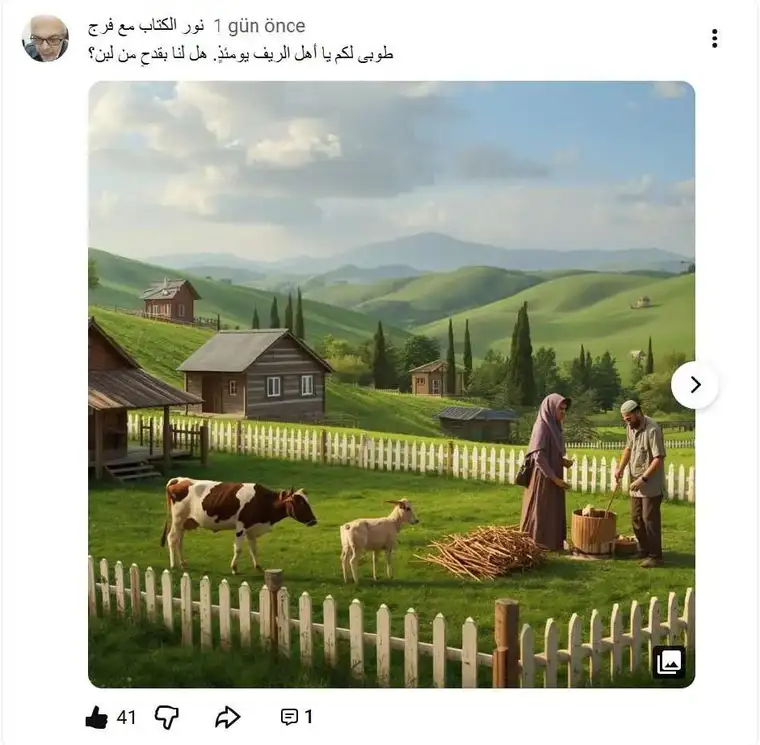 نور الكتاب مع فرج 1 gün önce
طوبى لكم يا أهل الريف يومئذٍ. هل لنا بقدحٍ من لبن؟
41
1